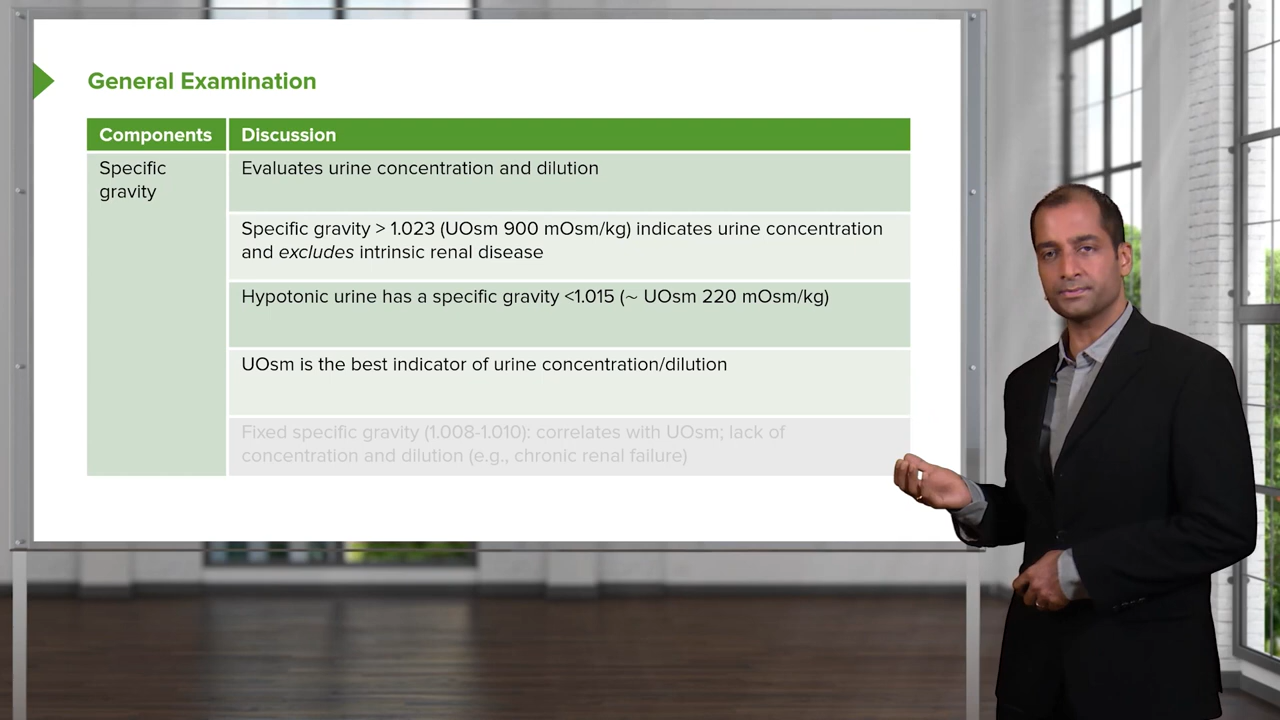 General Examination
Components Discussion
Specific gravity
Evaluates urine concentration and dilution
Specific gravity > 1.023 (UOsm 900 mOsm/kg) indicates urine concentration
and excludes intrinsic renal disease
Hypotonic urine has a specific gravity <1.015 (~ UOsm 220 mOsm/kg)
UOsm is the best indicator of urine concentration/dilution
Fixed specific gravity (1.008-1.010): correlates with UOsm; lack of
concentration and dilution (e.g., chronic renal failure)